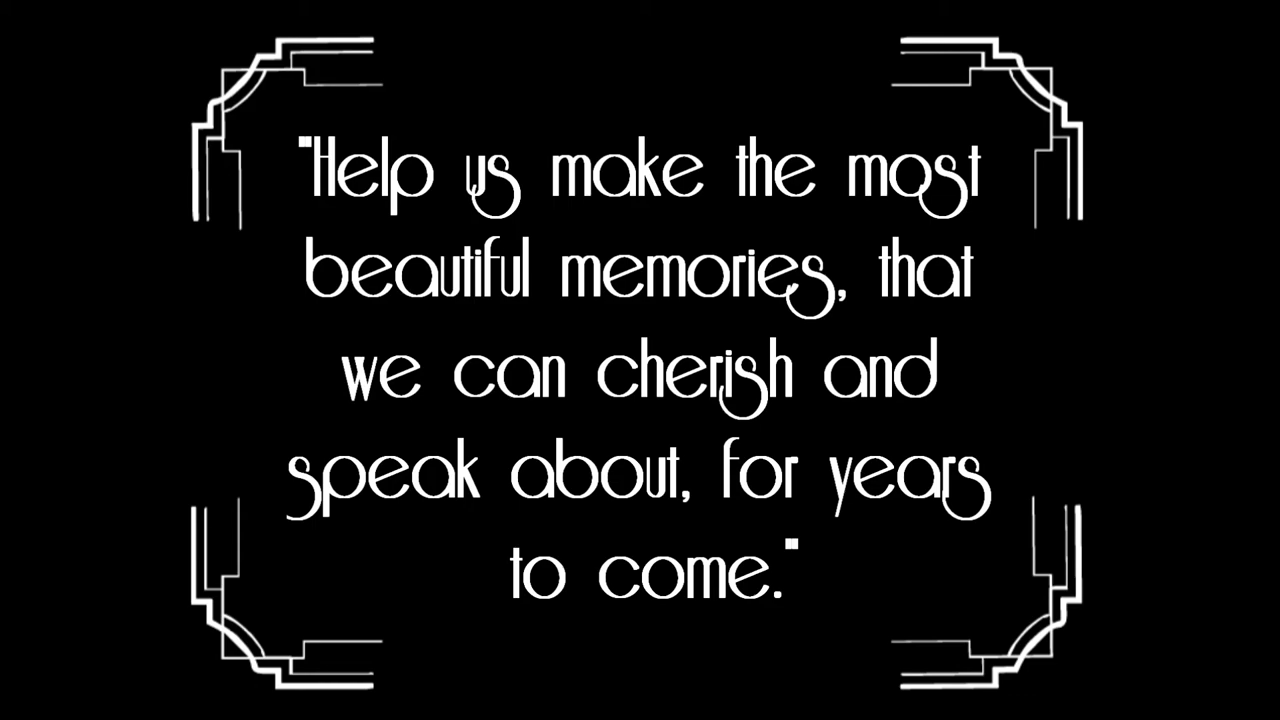 "Help us make the most
beautiful memories, that
we can cherish and
speak about, for years
to come."